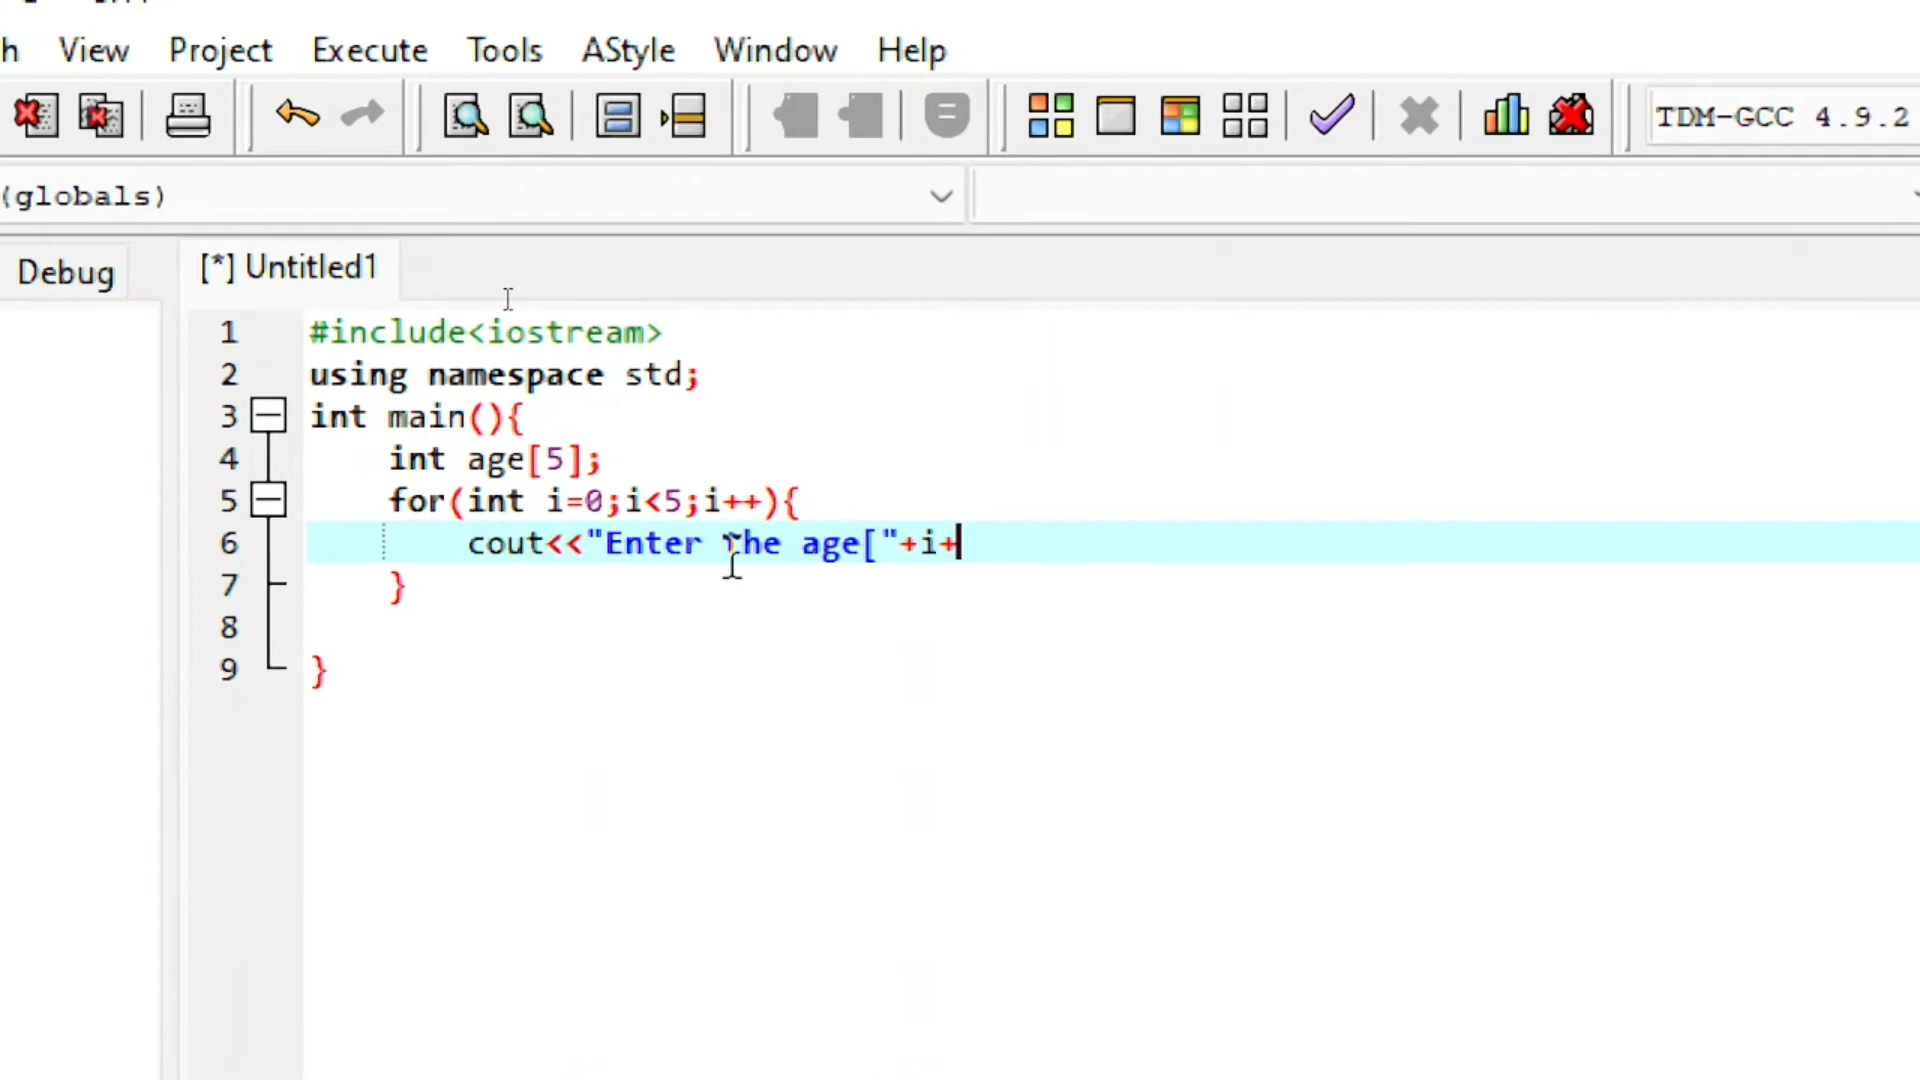 h View Project Execute Tools AStyle Window Help
TDM-GCC 4.9.2
(globals)
Debug [*] Untitled1
1 #include<iostream>
2 using namespace std;
3 int main(){
4 int age[5];
5 for(int i=0;i<5;i++){
6 cout<<"Enter the age["+i+
7 }
8
9 }